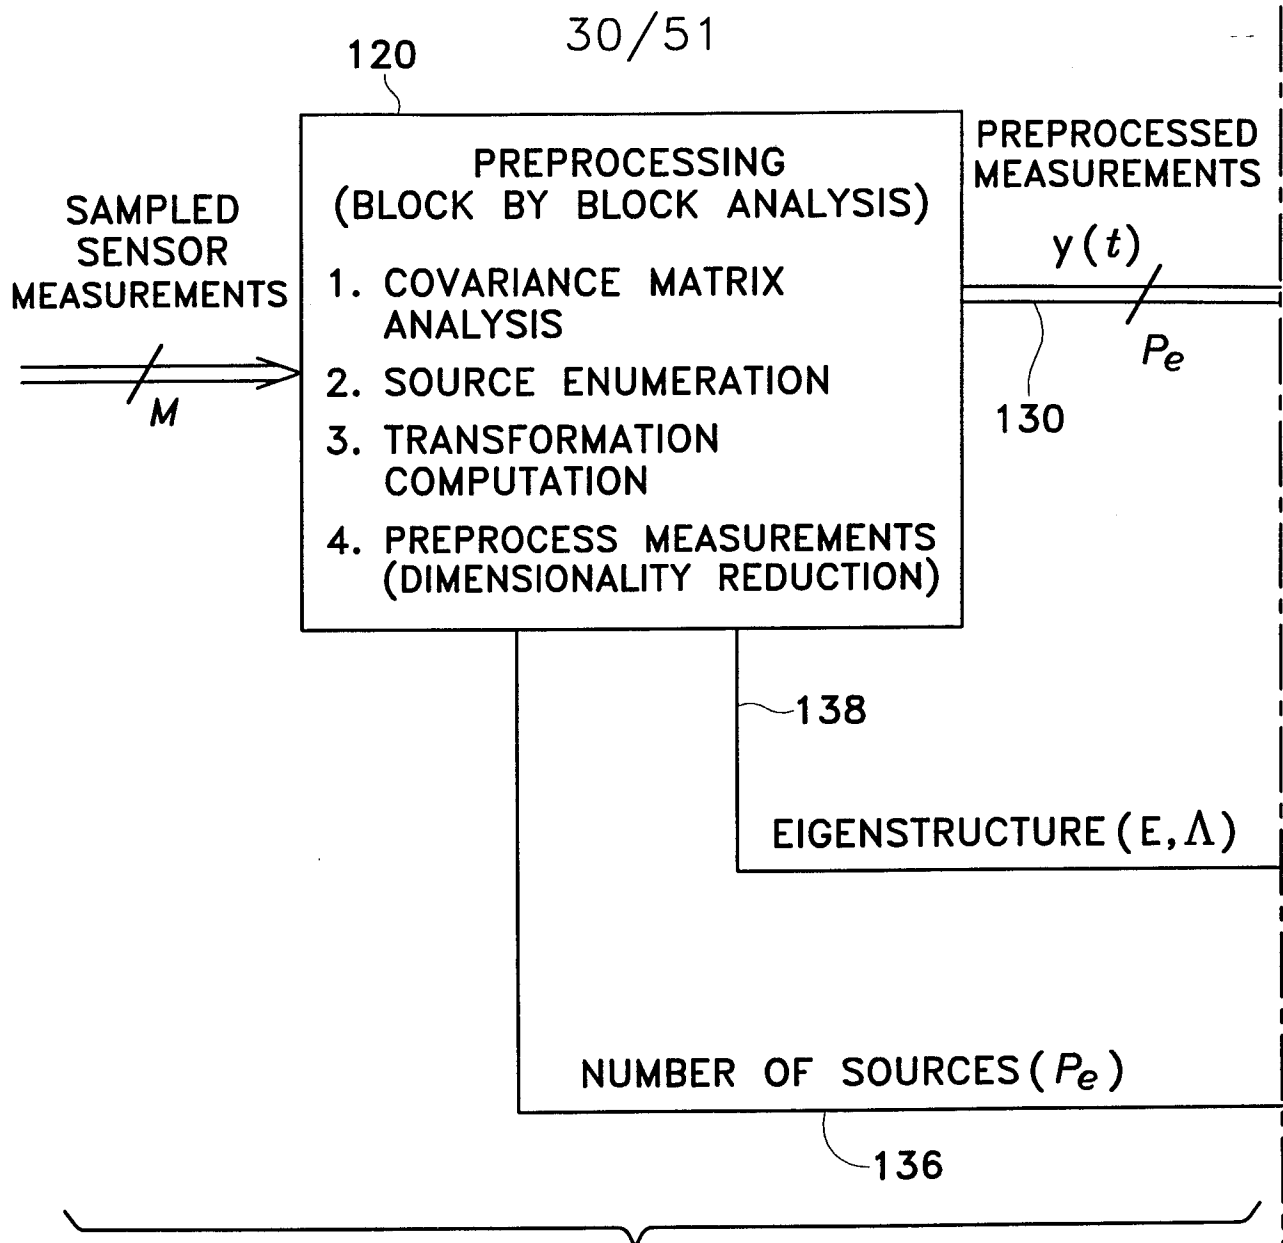 30/51
120
PREPROCESSING
(BLOCK BY BLOCK ANALYSIS)
1. COVARIANCE MATRIX
ANALYSIS
2. SOURCE ENUMERATION
3. TRANSFORMATION
COMPUTATION
4. PREPROCESS MEASUREMENTS
(DIMENSIONALITY REDUCTION)
SAMPLED
SENSOR
MEASUREMENTS
M
PREPROCESSED
MEASUREMENTS
y(t)
Pe
130
138
EIGENSTRUCTURE (E,Λ)
NUMBER OF SOURCES (Pe)
136